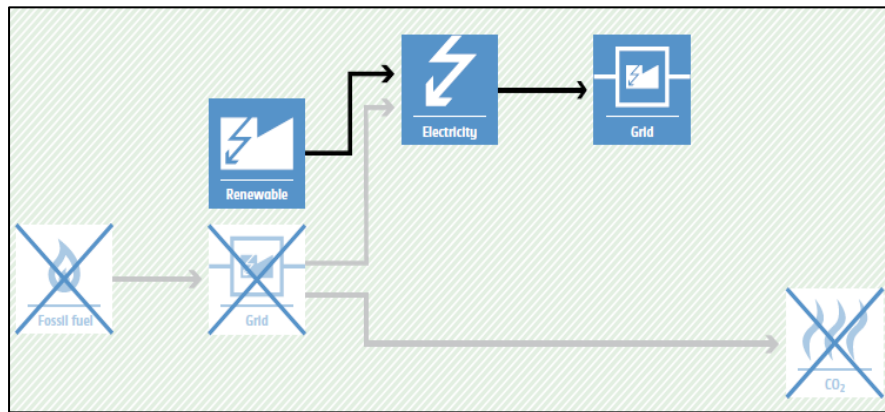 Electricity
Grid
Renewable
Fossil fuel
Grid
CO₂